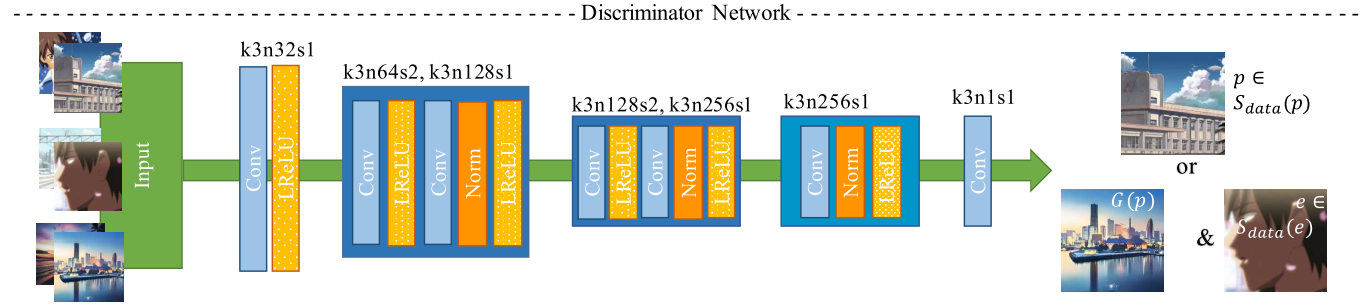 Discriminator Network
Input
k3n32s1
Conv
LReLU
k3n64s2, k3n128s1
Conv
LReLU
Conv
Norm
LReLU
k3n128s2, k3n256s1
Conv
LReLU
Conv
Norm
LReLU
k3n256s1
Conv
Norm
LReLU
k3n1s1
Conv
p ∈
S_data(p)
or
G(p)
&
e ∈
S_data(e)